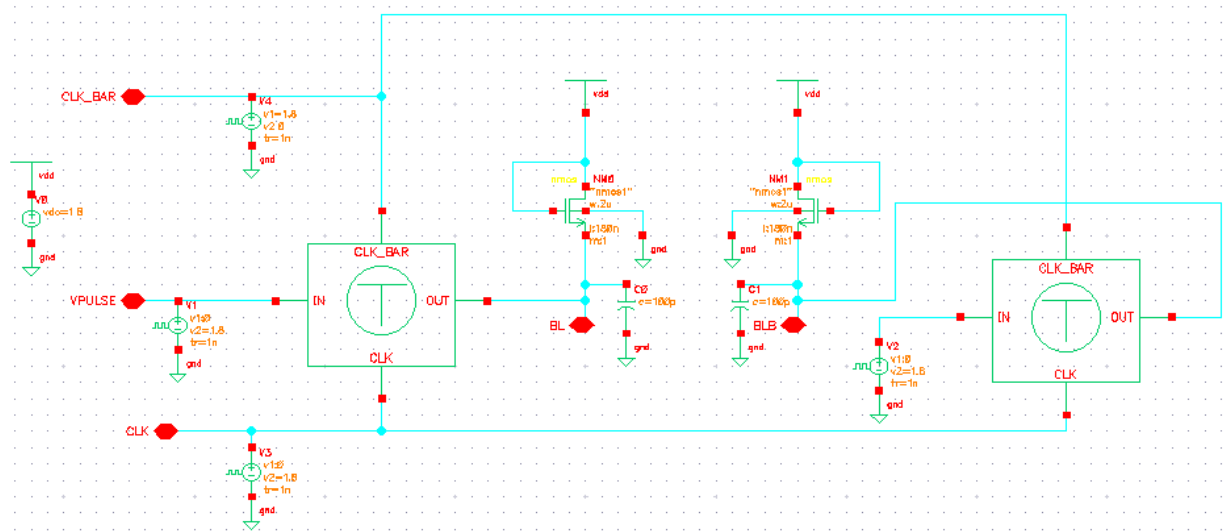 CLK_BAR
V4
v1=1.8
v2:0
tr=1n
gnd
vdd
V0
vdc=1.8
gnd
VPULSE
V1
v1:0
v2=1.8
tr=1n
gnd
CLK_BAR
IN
OUT
CLK
CLK
V3
v1:0
v2=1.8
tr=1n
gnd
vdd
nmos
NM0
"nmos1"
w:2u
l:180n
m:1
gnd
C0
c=100p
BL
gnd
vdd
NM1
nmos
"nmos1"
w:2u
l:180n
m:1
gnd
C1
c=100p
BLB
gnd
V2
v1:0
v2=1.8
tr=1n
gnd
CLK_BAR
IN
OUT
CLK